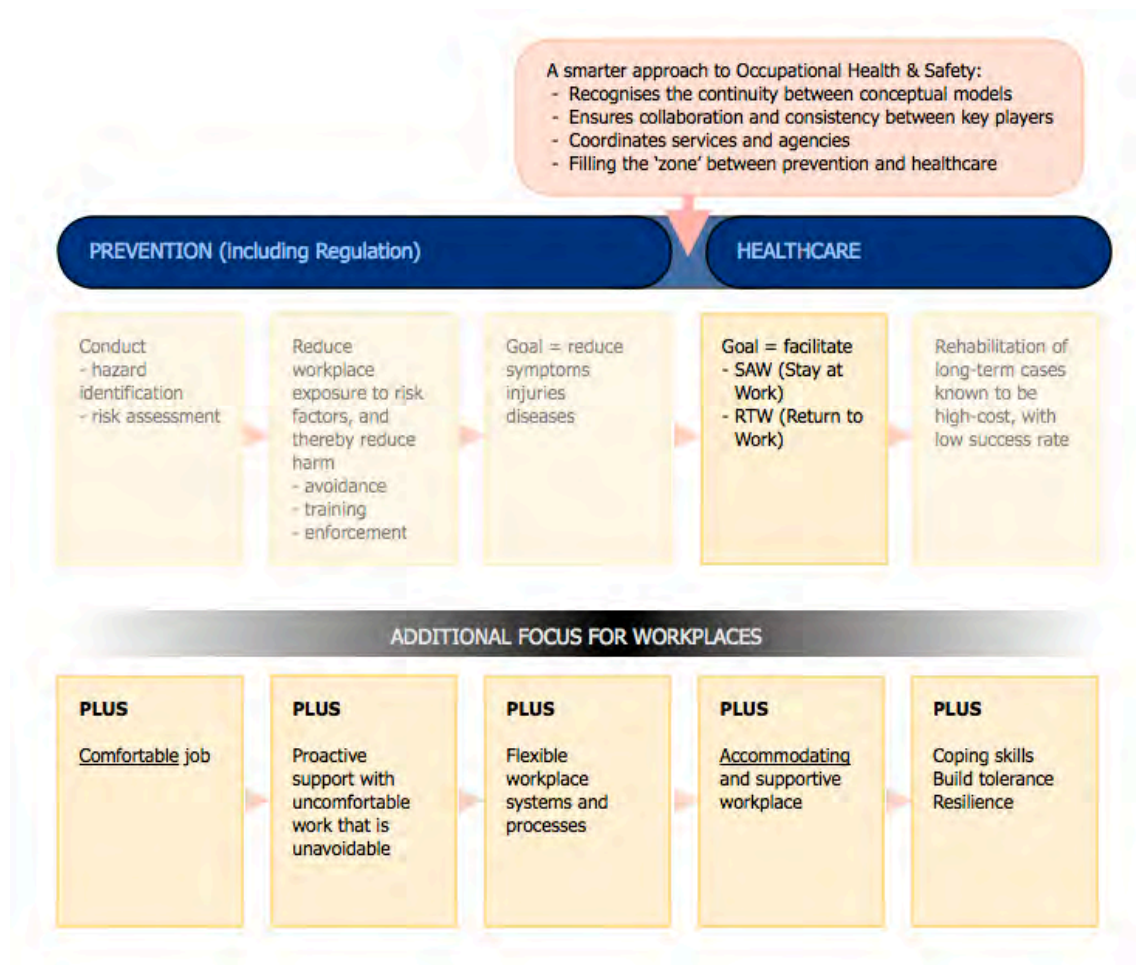 A smarter approach to Occupational Health & Safety:
- Recognises the continuity between conceptual models
- Ensures collaboration and consistency between key players
- Coordinates services and agencies
- Filling the ‘zone’ between prevention and healthcare
PREVENTION (including Regulation)
HEALTHCARE
Conduct
- hazard
identification
- risk assessment
Reduce
workplace
exposure to risk
factors, and
thereby reduce
harm
- avoidance
- training
- enforcement
Goal = reduce
symptoms
injuries
diseases
Goal = facilitate
- SAW (Stay at
Work)
- RTW (Return to
Work)
Rehabilitation of
long-term cases
known to be
high-cost, with
low success rate
ADDITIONAL FOCUS FOR WORKPLACES
PLUS
Comfortable job
PLUS
Proactive
support with
uncomfortable
work that is
unavoidable
PLUS
Flexible
workplace
systems and
processes
PLUS
Accommodating
and supportive
workplace
PLUS
Coping skills
Build tolerance
Resilience